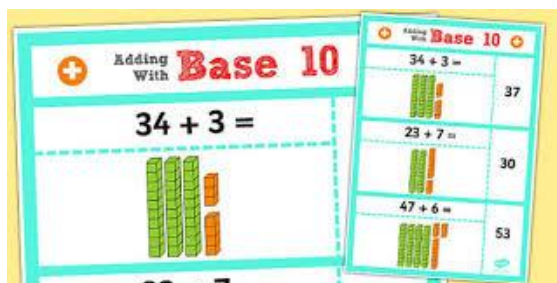 Adding
With
Base 10
34 + 3 =
Adding
With
Base 10
34 + 3 =
37
23 + 7 =
30
47 + 6 =
53